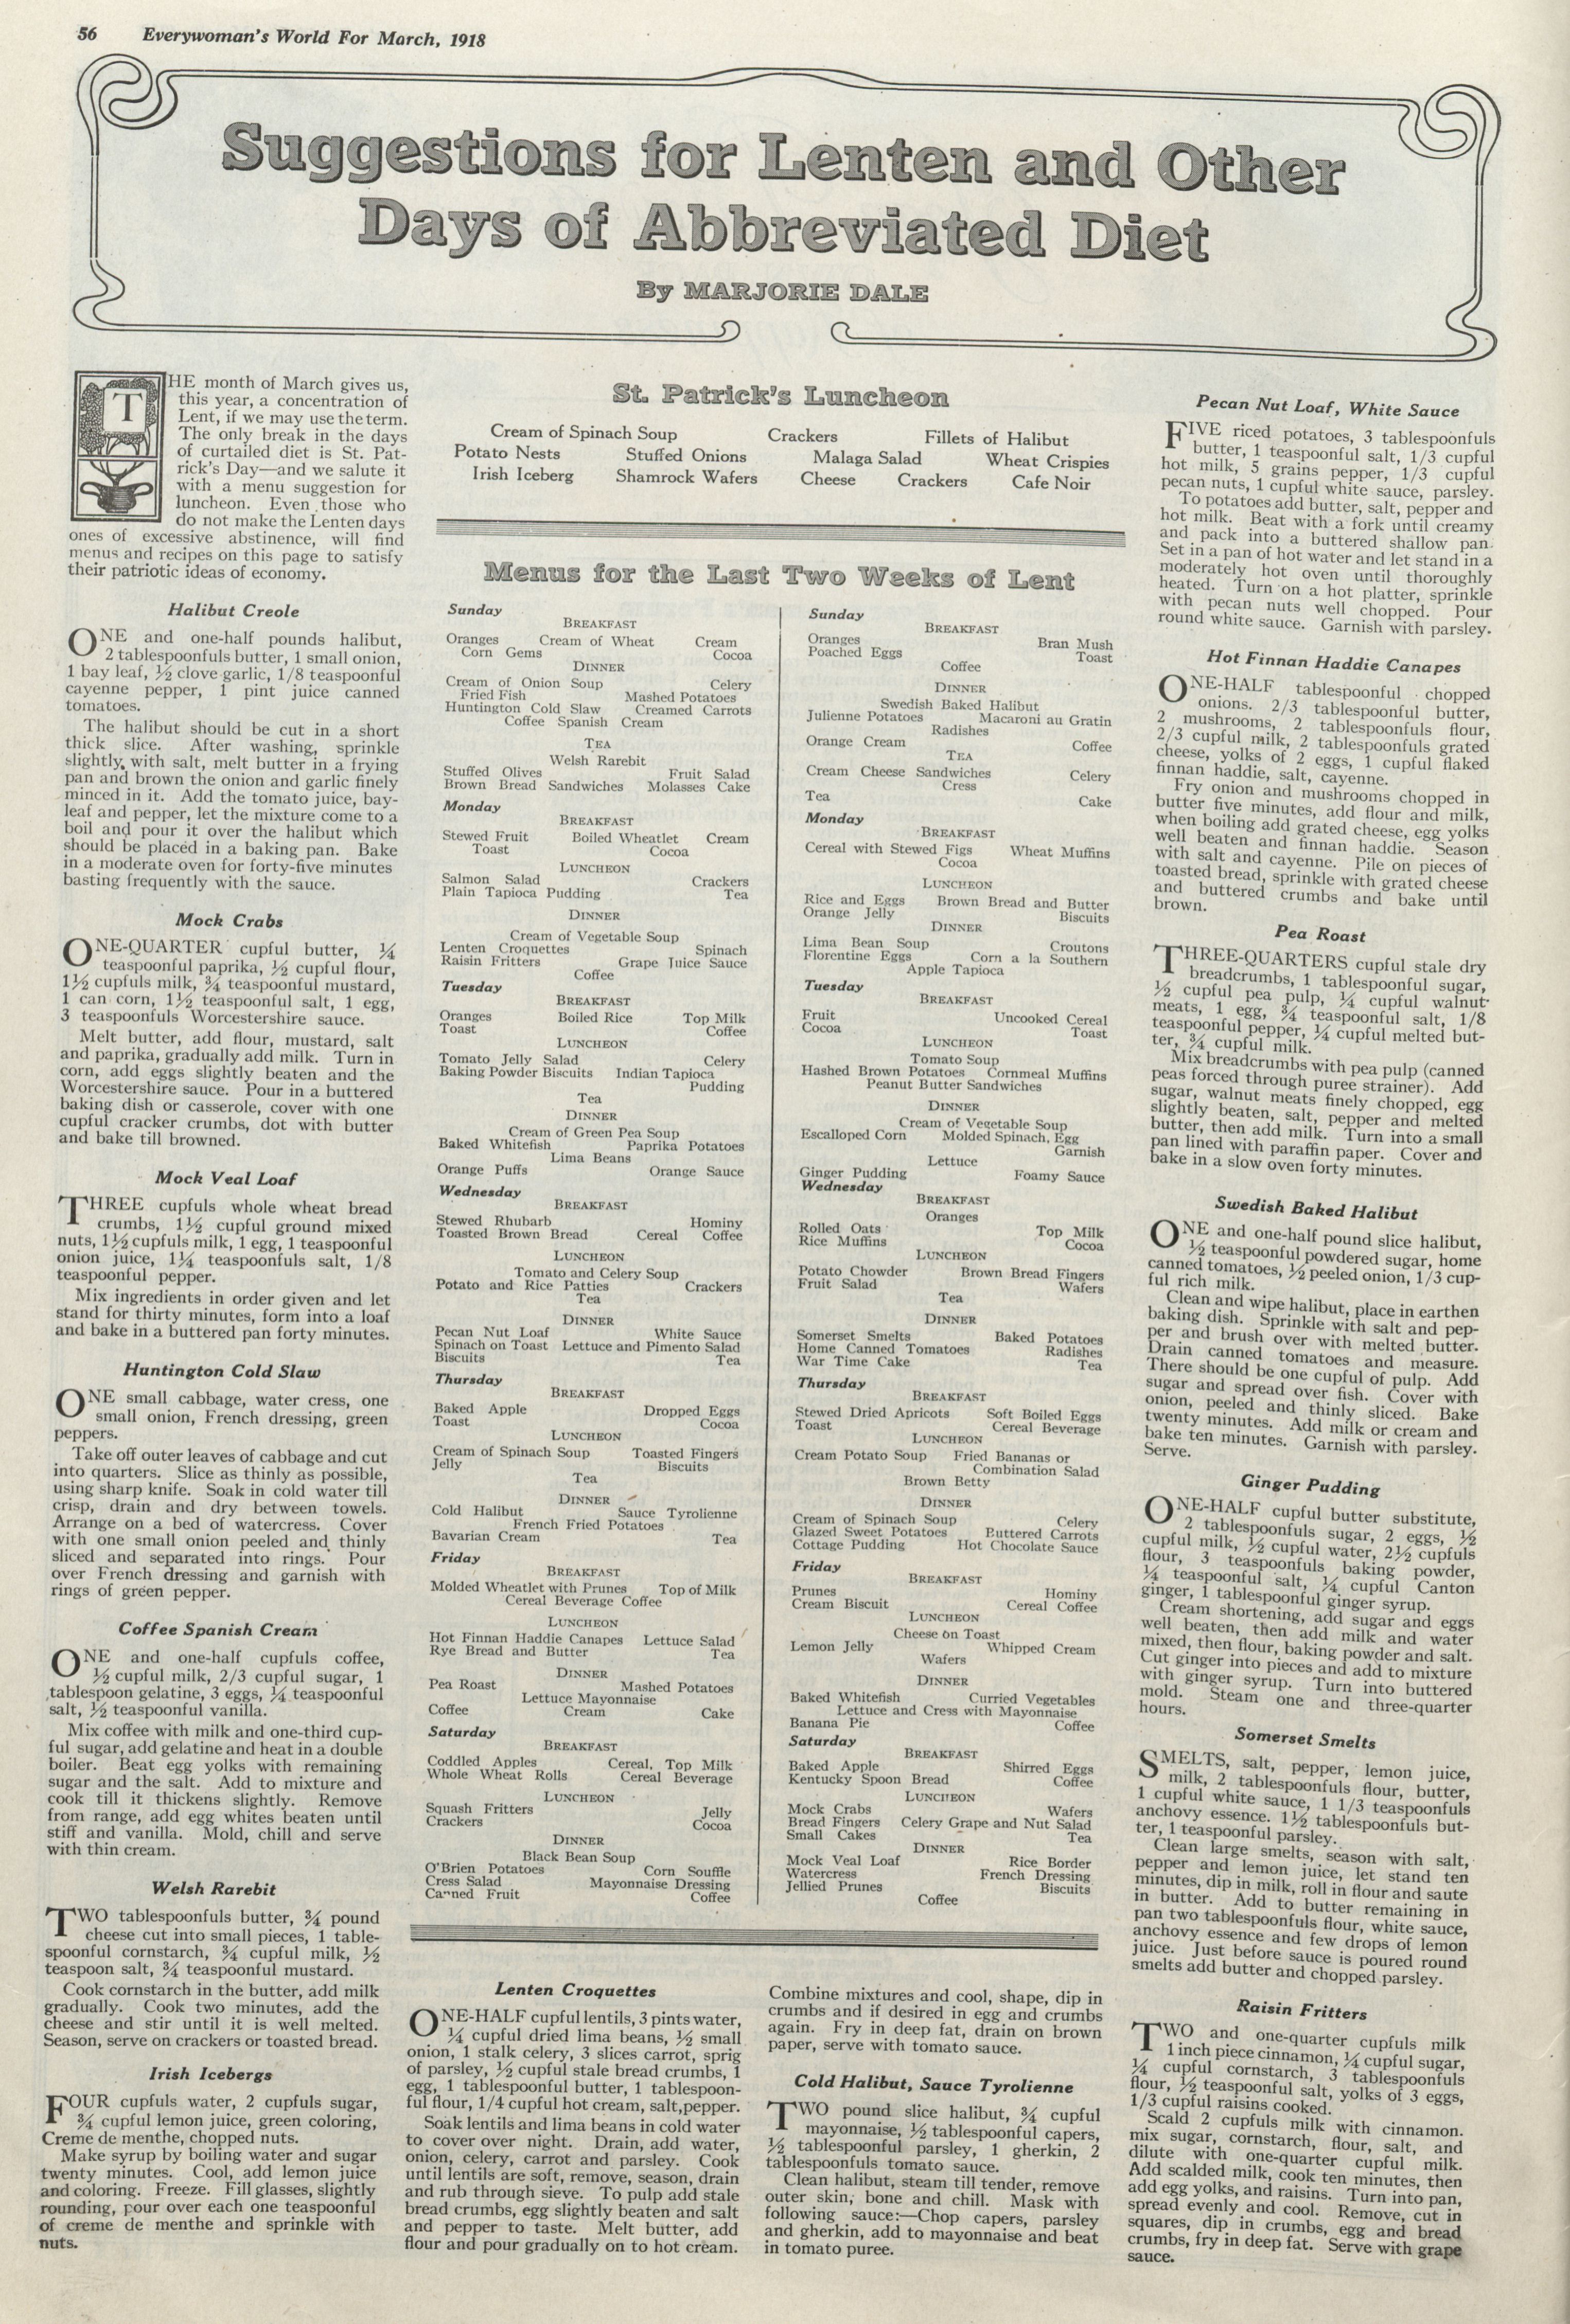 56 Everywoman's World For March, 1918
Suggestions for Lenten and Other
Days of Abbreviated Diet
By MARJORIE DALE
THE month of March gives us,
this year, a concentration of
Lent, if we may use the term.
The only break in the days
of curtailed diet is St. Pat-
rick's Day—and we salute it
with a menu suggestion for
luncheon. Even those who
do not make the Lenten days
ones of excessive abstinence, will find
menus and recipes on this page to satisfy
their patriotic ideas of economy.
Halibut Creole
ONE and one-half pounds halibut,
2 tablespoonfuls butter, 1 small onion,
1 bay leaf, ½ clove garlic, 1/8 teaspoonful
cayenne pepper, 1 pint juice canned
tomatoes.
The halibut should be cut in a short
thick slice. After washing, sprinkle
slightly with salt, melt butter in a frying
pan and brown the onion and garlic finely
minced in it. Add the tomato juice, bay-
leaf and pepper, let the mixture come to a
boil and pour it over the halibut which
should be placed in a baking pan. Bake
in a moderate oven for forty-five minutes
basting frequently with the sauce.
Mock Crabs
ONE-QUARTER cupful butter, ¼
teaspoonful paprika, ½ cupful flour,
1½ cupfuls milk, ¾ teaspoonful mustard,
1 can corn, 1½ teaspoonful salt, 1 egg,
3 teaspoonfuls Worcestershire sauce.
Melt butter, add flour, mustard, salt
and paprika, gradually add milk. Turn in
corn, add eggs slightly beaten and the
Worcestershire sauce. Pour in a buttered
baking dish or casserole, cover with one
cupful cracker crumbs, dot with butter
and bake till browned.
Mock Veal Loaf
THREE cupfuls whole wheat bread
crumbs, 1½ cupful ground mixed
nuts, 1½ cupfuls milk, 1 egg, 1 teaspoonful
onion juice, 1¼ teaspoonfuls salt, 1/8
teaspoonful pepper.
Mix ingredients in order given and let
stand for thirty minutes, form into a loaf
and bake in a buttered pan forty minutes.
Huntington Cold Slaw
ONE small cabbage, water cress, one
small onion, French dressing, green
peppers.
Take off outer leaves of cabbage and cut
into quarters. Slice as thinly as possible,
using sharp knife. Soak in cold water till
crisp, drain and dry between towels.
Arrange on a bed of watercress. Cover
with one small onion peeled and thinly
sliced and separated into rings. Pour
over French dressing and garnish with
rings of green pepper.
Coffee Spanish Cream
ONE and one-half cupfuls coffee,
½ cupful milk, 2/3 cupful sugar, 1
tablespoon gelatine, 3 eggs, ¼ teaspoonful
salt, ½ teaspoonful vanilla.
Mix coffee with milk and one-third cup-
ful sugar, add gelatine and heat in a double
boiler. Beat egg yolks with remaining
sugar and the salt. Add to mixture and
cook till it thickens slightly. Remove
from range, add egg whites beaten until
stiff and vanilla. Mold, chill and serve
with thin cream.
Welsh Rarebit
TWO tablespoonfuls butter, ¾ pound
cheese cut into small pieces, 1 table-
spoonful cornstarch, ¾ cupful milk, ½
teaspoon salt, ¾ teaspoonful mustard.
Cook cornstarch in the butter, add milk
gradually. Cook two minutes, add the
cheese and stir until it is well melted.
Season, serve on crackers or toasted bread.
Irish Icebergs
FOUR cupfuls water, 2 cupfuls sugar,
¾ cupful lemon juice, green coloring,
Creme de menthe, chopped nuts.
Make syrup by boiling water and sugar
twenty minutes. Cool, add lemon juice
and coloring. Freeze. Fill glasses, slightly
rounding, pour over each one teaspoonful
of creme de menthe and sprinkle with
nuts.
St. Patrick's Luncheon
Cream of Spinach Soup Crackers Fillets of Halibut
Potato Nests Stuffed Onions Malaga Salad Wheat Crispies
Irish Iceberg Shamrock Wafers Cheese Crackers Cafe Noir
Menus for the Last Two Weeks of Lent
Sunday
BREAKFAST
Oranges Cream of Wheat Cream
Corn Gems Cocoa
DINNER
Cream of Onion Soup Celery
Fried Fish Mashed Potatoes
Huntington Cold Slaw Creamed Carrots
Coffee Spanish Cream
TEA
Welsh Rarebit
Stuffed Olives Fruit Salad
Brown Bread Sandwiches Molasses Cake
Monday
BREAKFAST
Stewed Fruit Boiled Wheatlet Cream
Toast Cocoa
LUNCHEON
Salmon Salad Crackers
Plain Tapioca Pudding Tea
DINNER
Cream of Vegetable Soup
Lenten Croquettes Spinach
Raisin Fritters Grape Juice Sauce
Coffee
Tuesday
BREAKFAST
Oranges Boiled Rice Top Milk
Toast Coffee
LUNCHEON
Tomato Jelly Salad Celery
Baking Powder Biscuits Indian Tapioca
Pudding
Tea
DINNER
Cream of Green Pea Soup
Baked Whitefish Paprika Potatoes
Lima Beans
Orange Puffs Orange Sauce
Wednesday
BREAKFAST
Stewed Rhubarb Hominy
Toasted Brown Bread Cereal Coffee
LUNCHEON
Tomato and Celery Soup
Potato and Rice Patties Crackers
Tea
DINNER
Pecan Nut Loaf White Sauce
Spinach on Toast Lettuce and Pimento Salad
Biscuits Tea
Thursday
BREAKFAST
Baked Apple Dropped Eggs
Toast Cocoa
LUNCHEON
Cream of Spinach Soup Toasted Fingers
Jelly Biscuits
Tea
DINNER
Cold Halibut Sauce Tyrolienne
French Fried Potatoes
Bavarian Cream Tea
Friday
BREAKFAST
Molded Wheatlet with Prunes Top of Milk
Cereal Beverage Coffee
LUNCHEON
Hot Finnan Haddie Canapes Lettuce Salad
Rye Bread and Butter Tea
DINNER
Pea Roast Mashed Potatoes
Lettuce Mayonnaise
Coffee Cream Cake
Saturday
BREAKFAST
Coddled Apples Cereal, Top Milk
Whole Wheat Rolls Cereal Beverage
LUNCHEON
Squash Fritters Jelly
Crackers Cocoa
DINNER
Black Bean Soup
O'Brien Potatoes Corn Souffle
Cress Salad Mayonnaise Dressing
Canned Fruit Coffee
Sunday
BREAKFAST
Oranges Bran Mush
Poached Eggs Toast
Coffee
DINNER
Swedish Baked Halibut
Julienne Potatoes Macaroni au Gratin
Radishes
Orange Cream Coffee
TEA
Cream Cheese Sandwiches Celery
Cress
Tea Cake
Monday
BREAKFAST
Cereal with Stewed Figs Wheat Muffins
Cocoa
LUNCHEON
Rice and Eggs Brown Bread and Butter
Orange Jelly Biscuits
DINNER
Lima Bean Soup Croutons
Florentine Eggs Corn a la Southern
Apple Tapioca
Tuesday
BREAKFAST
Fruit Uncooked Cereal
Cocoa Toast
LUNCHEON
Tomato Soup
Hashed Brown Potatoes Cornmeal Muffins
Peanut Butter Sandwiches
DINNER
Cream of Vegetable Soup
Escalloped Corn Molded Spinach, Egg
Garnish
Lettuce
Ginger Pudding Foamy Sauce
Wednesday
BREAKFAST
Oranges
Rolled Oats Top Milk
Rice Muffins Cocoa
LUNCHEON
Potato Chowder Brown Bread Fingers
Fruit Salad Wafers
Tea
DINNER
Somerset Smelts Baked Potatoes
Home Canned Tomatoes Radishes
War Time Cake Tea
Thursday
BREAKFAST
Stewed Dried Apricots Soft Boiled Eggs
Toast Cereal Beverage
LUNCHEON
Cream Potato Soup Fried Bananas or
Combination Salad
Brown Betty
DINNER
Cream of Spinach Soup Celery
Glazed Sweet Potatoes Buttered Carrots
Cottage Pudding Hot Chocolate Sauce
Friday
BREAKFAST
Prunes Hominy
Cream Biscuit Cereal Coffee
LUNCHEON
Cheese on Toast
Lemon Jelly Whipped Cream
Wafers
DINNER
Baked Whitefish Curried Vegetables
Lettuce and Cress with Mayonnaise
Banana Pie Coffee
Saturday
BREAKFAST
Baked Apple Shirred Eggs
Kentucky Spoon Bread Coffee
LUNCHEON
Mock Crabs Wafers
Bread Fingers Celery Grape and Nut Salad
Small Cakes Tea
DINNER
Mock Veal Loaf Rice Border
Watercress French Dressing
Jellied Prunes Biscuits
Coffee
Lenten Croquettes
ONE-HALF cupful lentils, 3 pints water,
¼ cupful dried lima beans, ½ small
onion, 1 stalk celery, 3 slices carrot, sprig
of parsley, ½ cupful stale bread crumbs, 1
egg, 1 tablespoonful butter, 1 tablespoon-
ful flour, 1/4 cupful hot cream, salt, pepper.
Soak lentils and lima beans in cold water
to cover over night. Drain, add water,
onion, celery, carrot and parsley. Cook
until lentils are soft, remove, season, drain
and rub through sieve. To pulp add stale
bread crumbs, egg slightly beaten and salt
and pepper to taste. Melt butter, add
flour and pour gradually on to hot cream.
Combine mixtures and cool, shape, dip in
crumbs and if desired in egg and crumbs
again. Fry in deep fat, drain on brown
paper, serve with tomato sauce.
Cold Halibut, Sauce Tyrolienne
TWO pound slice halibut, ¾ cupful
mayonnaise, ½ tablespoonful capers,
½ tablespoonful parsley, 1 gherkin, 2
tablespoonfuls tomato sauce.
Clean halibut, steam till tender, remove
outer skin, bone and chill. Mask with
following sauce:—Chop capers, parsley
and gherkin, add to mayonnaise and beat
in tomato puree.
Pecan Nut Loaf, White Sauce
FIVE riced potatoes, 3 tablespoonfuls
butter, 1 teaspoonful salt, 1/3 cupful
hot milk, 5 grains pepper, 1/3 cupful
pecan nuts, 1 cupful white sauce, parsley.
To potatoes add butter, salt, pepper and
hot milk. Beat with a fork until creamy
and pack into a buttered shallow pan.
Set in a pan of hot water and let stand in a
moderately hot oven until thoroughly
heated. Turn on a hot platter, sprinkle
with pecan nuts well chopped. Pour
round white sauce. Garnish with parsley.
Hot Finnan Haddie Canapes
ONE-HALF tablespoonful chopped
onions. 2/3 tablespoonful butter,
2 mushrooms, 2 tablespoonfuls flour,
2/3 cupful milk, 2 tablespoonfuls grated
cheese, yolks of 2 eggs, 1 cupful flaked
finnan haddie, salt, cayenne.
Fry onion and mushrooms chopped in
butter five minutes, add flour and milk,
when boiling add grated cheese, egg yolks
well beaten and finnan haddie. Season
with salt and cayenne. Pile on pieces of
toasted bread, sprinkle with grated cheese
and buttered crumbs and bake until
brown.
Pea Roast
THREE-QUARTERS cupful stale dry
breadcrumbs, 1 tablespoonful sugar,
½ cupful pea pulp, ¼ cupful walnut-
meats, 1 egg, ¾ teaspoonful salt, 1/8
teaspoonful pepper, ¼ cupful melted but-
ter, ¾ cupful milk.
Mix breadcrumbs with pea pulp (canned
peas forced through puree strainer). Add
sugar, walnut meats finely chopped, egg
slightly beaten, salt, pepper and melted
butter, then add milk. Turn into a small
pan lined with paraffin paper. Cover and
bake in a slow oven forty minutes.
Swedish Baked Halibut
ONE and one-half pound slice halibut,
½ teaspoonful powdered sugar, home
canned tomatoes, ½ peeled onion, 1/3 cup-
ful rich milk.
Clean and wipe halibut, place in earthen
baking dish. Sprinkle with salt and pep-
per and brush over with melted butter.
Drain canned tomatoes and measure.
There should be one cupful of pulp. Add
sugar and spread over fish. Cover with
onion, peeled and thinly sliced. Bake
twenty minutes. Add milk or cream and
bake ten minutes. Garnish with parsley.
Serve.
Ginger Pudding
ONE-HALF cupful butter substitute,
2 tablespoonfuls sugar, 2 eggs, ½
cupful milk, ½ cupful water, 2½ cupfuls
flour, 3 teaspoonfuls baking powder,
¼ teaspoonful salt, ¼ cupful Canton
ginger, 1 tablespoonful ginger syrup.
Cream shortening, add sugar and eggs
well beaten, then add milk and water
mixed, then flour, baking powder and salt.
Cut ginger into pieces and add to mixture
with ginger syrup. Turn into buttered
mold. Steam one and three-quarter
hours.
Somerset Smelts
SMELTS, salt, pepper, lemon juice,
milk, 2 tablespoonfuls flour, butter,
1 cupful white sauce, 1 1/3 teaspoonfuls
anchovy essence. 1½ tablespoonfuls but-
ter, 1 teaspoonful parsley.
Clean large smelts, season with salt,
pepper and lemon juice, let stand ten
minutes, dip in milk, roll in flour and saute
in butter. Add to butter remaining in
pan two tablespoonfuls flour, white sauce,
anchovy essence and few drops of lemon
juice. Just before sauce is poured round
smelts add butter and chopped parsley.
Raisin Fritters
TWO and one-quarter cupfuls milk
1 inch piece cinnamon, ¼ cupful sugar,
¼ cupful cornstarch, 3 tablespoonfuls
flour, ½ teaspoonful salt, yolks of 3 eggs,
1/3 cupful raisins cooked.
Scald 2 cupfuls milk with cinnamon.
mix sugar, cornstarch, flour, salt, and
dilute with one-quarter cupful milk.
Add scalded milk, cook ten minutes, then
add egg yolks, and raisins. Turn into pan,
spread evenly and cool. Remove, cut in
squares, dip in crumbs, egg and bread
crumbs, fry in deep fat. Serve with grape
sauce.